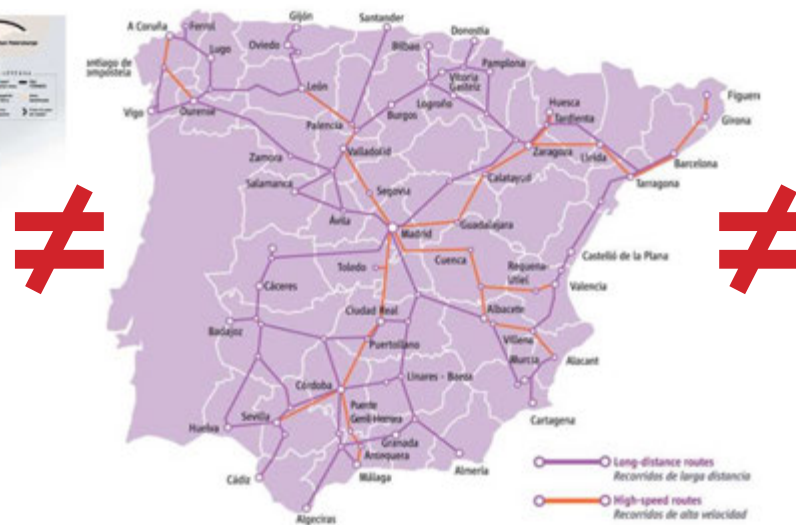 A Coruña
Ferrol
Gijón
Santander
Donostia
Oviedo
Bilbao
Lugo
Vitoria
Gasteiz
Pamplona
ntiago de
ompostela
León
Logroño
Huesca
Tardienta
Figuere
Girona
Vigo
Ourense
Palencia
Burgos
Zaragoza
Lleida
Barcelona
Zamora
Valladolid
Tarragona
Salamanca
Segovia
Calatayud
Ávila
Madrid
Guadalajara
Castelló de la Plana
Toledo
Cuenca
Requena-
Utiel
Valencia
Cáceres
Ciudad Real
Albacete
Badajoz
Puertollano
Villena
Alacant
Murcia
Linares - Baeza
Córdoba
Cartagena
Sevilla
Puente
Genil-Herrera
Huelva
Granada
Antequera
Almería
Cádiz
Málaga
Algeciras
Long-distance routes
Recorridos de larga distancia
High-speed routes
Recorridos de alta velocidad
≠
≠